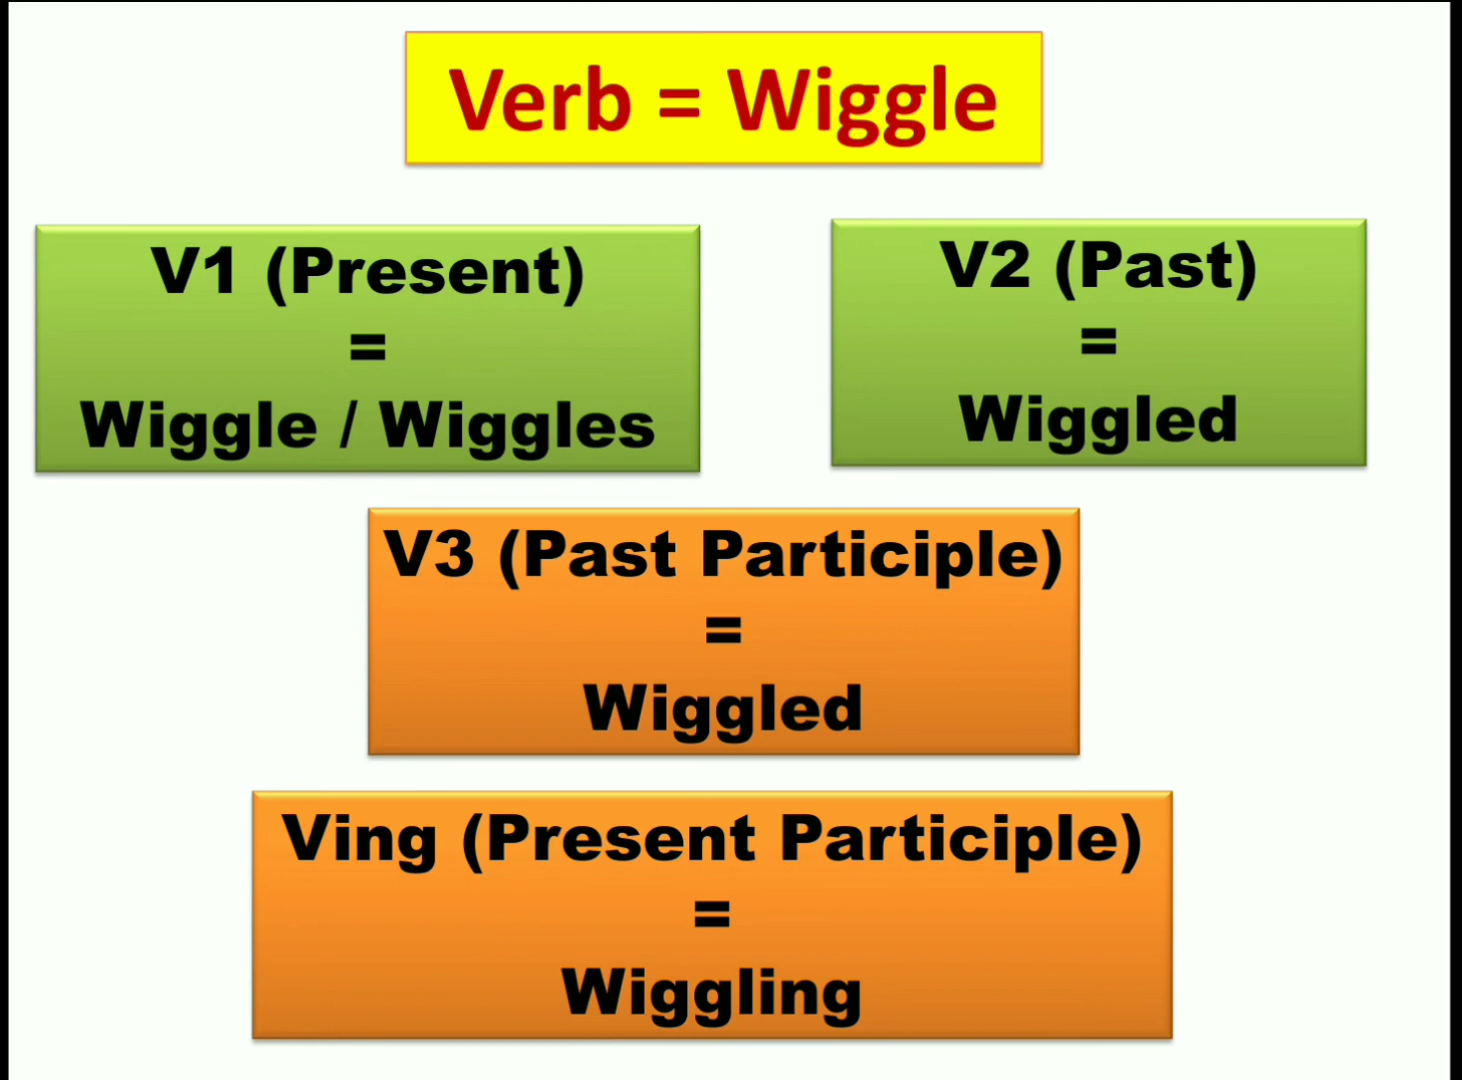 Verb = Wiggle
V1 (Present)
=
Wiggle / Wiggles
V2 (Past)
=
Wiggled
V3 (Past Participle)
=
Wiggled
Ving (Present Participle)
=
Wiggling